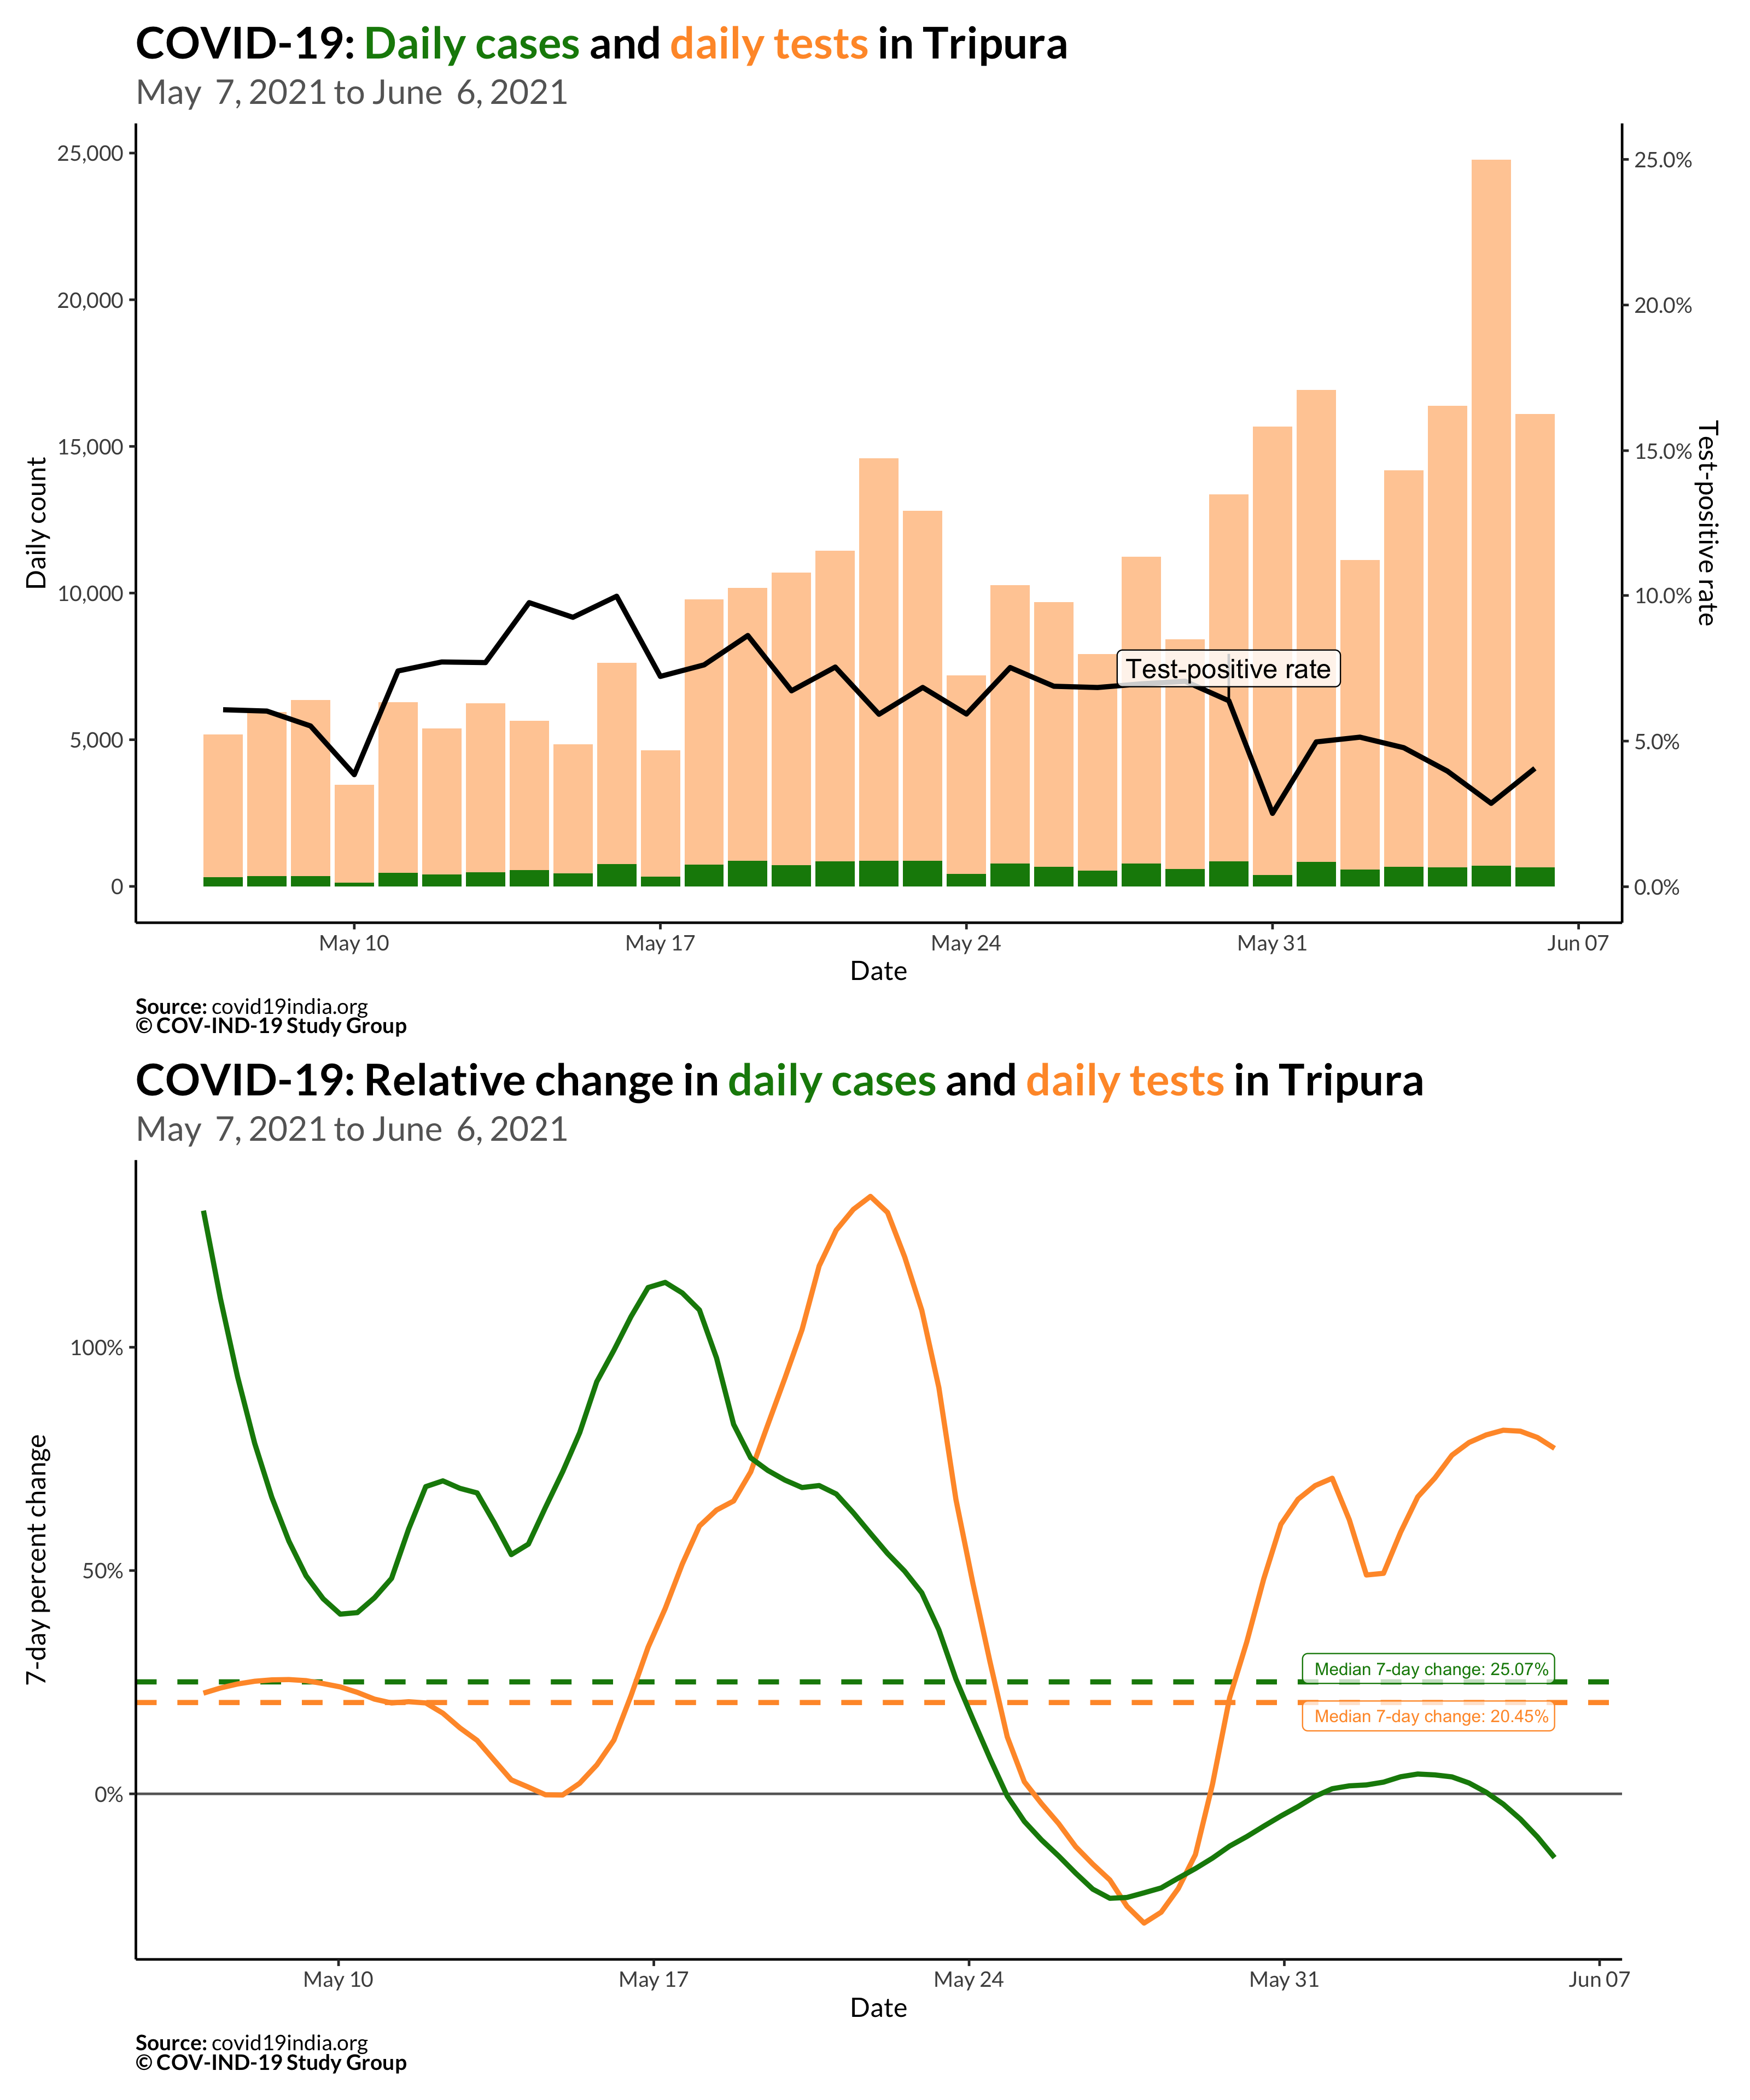 COVID-19: Daily cases and daily tests in Tripura
May 7, 2021 to June 6, 2021
25,000
20,000
15,000
10,000
5,000
0
Daily count
25.0%
20.0%
15.0%
10.0%
5.0%
0.0%
Test-positive rate
Test-positive rate
May 10
May 17
May 24
May 31
Jun 07
Date
Source: covid19india.org
© COV-IND-19 Study Group
COVID-19: Relative change in daily cases and daily tests in Tripura
May 7, 2021 to June 6, 2021
100%
50%
0%
7-day percent change
Median 7-day change: 25.07%
Median 7-day change: 20.45%
May 10
May 17
May 24
May 31
Jun 07
Date
Source: covid19india.org
© COV-IND-19 Study Group